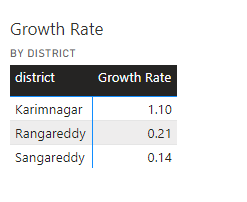 Growth Rate
BY DISTRICT
district Growth Rate
Karimnagar 1.10
Rangareddy 0.21
Sangareddy 0.14